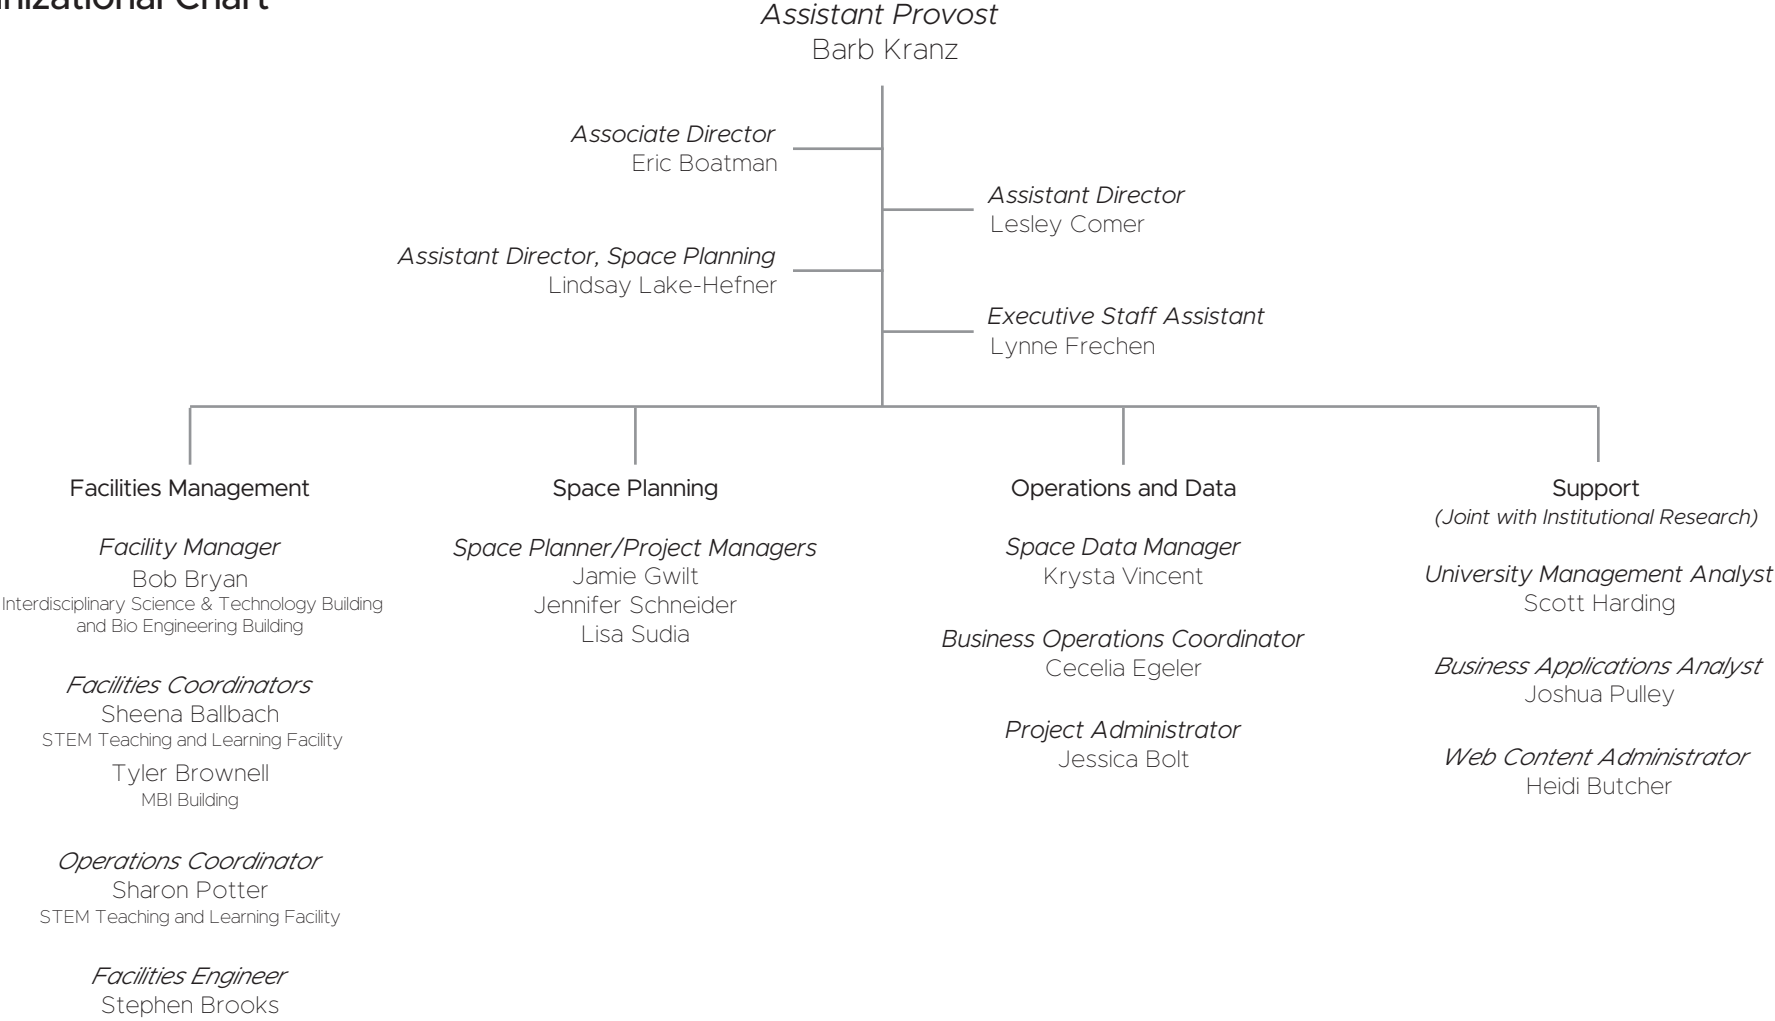 Chart
Assistant Provost
Barb Kranz
Associate Director
Eric Boatman
Assistant Director
Lesley Comer
Assistant Director, Space Planning
Lindsay Lake-Hefner
Executive Staff Assistant
Lynne Frechen
Facilities Management
Facility Manager
Bob Bryan
Interdisciplinary Science & Technology Building
and Bio Engineering Building
Facilities Coordinators
Sheena Ballbach
STEM Teaching and Learning Facility
Tyler Brownell
MBI Building
Operations Coordinator
Sharon Potter
STEM Teaching and Learning Facility
Facilities Engineer
Stephen Brooks
Space Planning
Space Planner/Project Managers
Jamie Gwilt
Jennifer Schneider
Lisa Sudia
Operations and Data
Space Data Manager
Krysta Vincent
Business Operations Coordinator
Cecelia Egeler
Project Administrator
Jessica Bolt
Support
(Joint with Institutional Research)
University Management Analyst
Scott Harding
Business Applications Analyst
Joshua Pulley
Web Content Administrator
Heidi Butcher